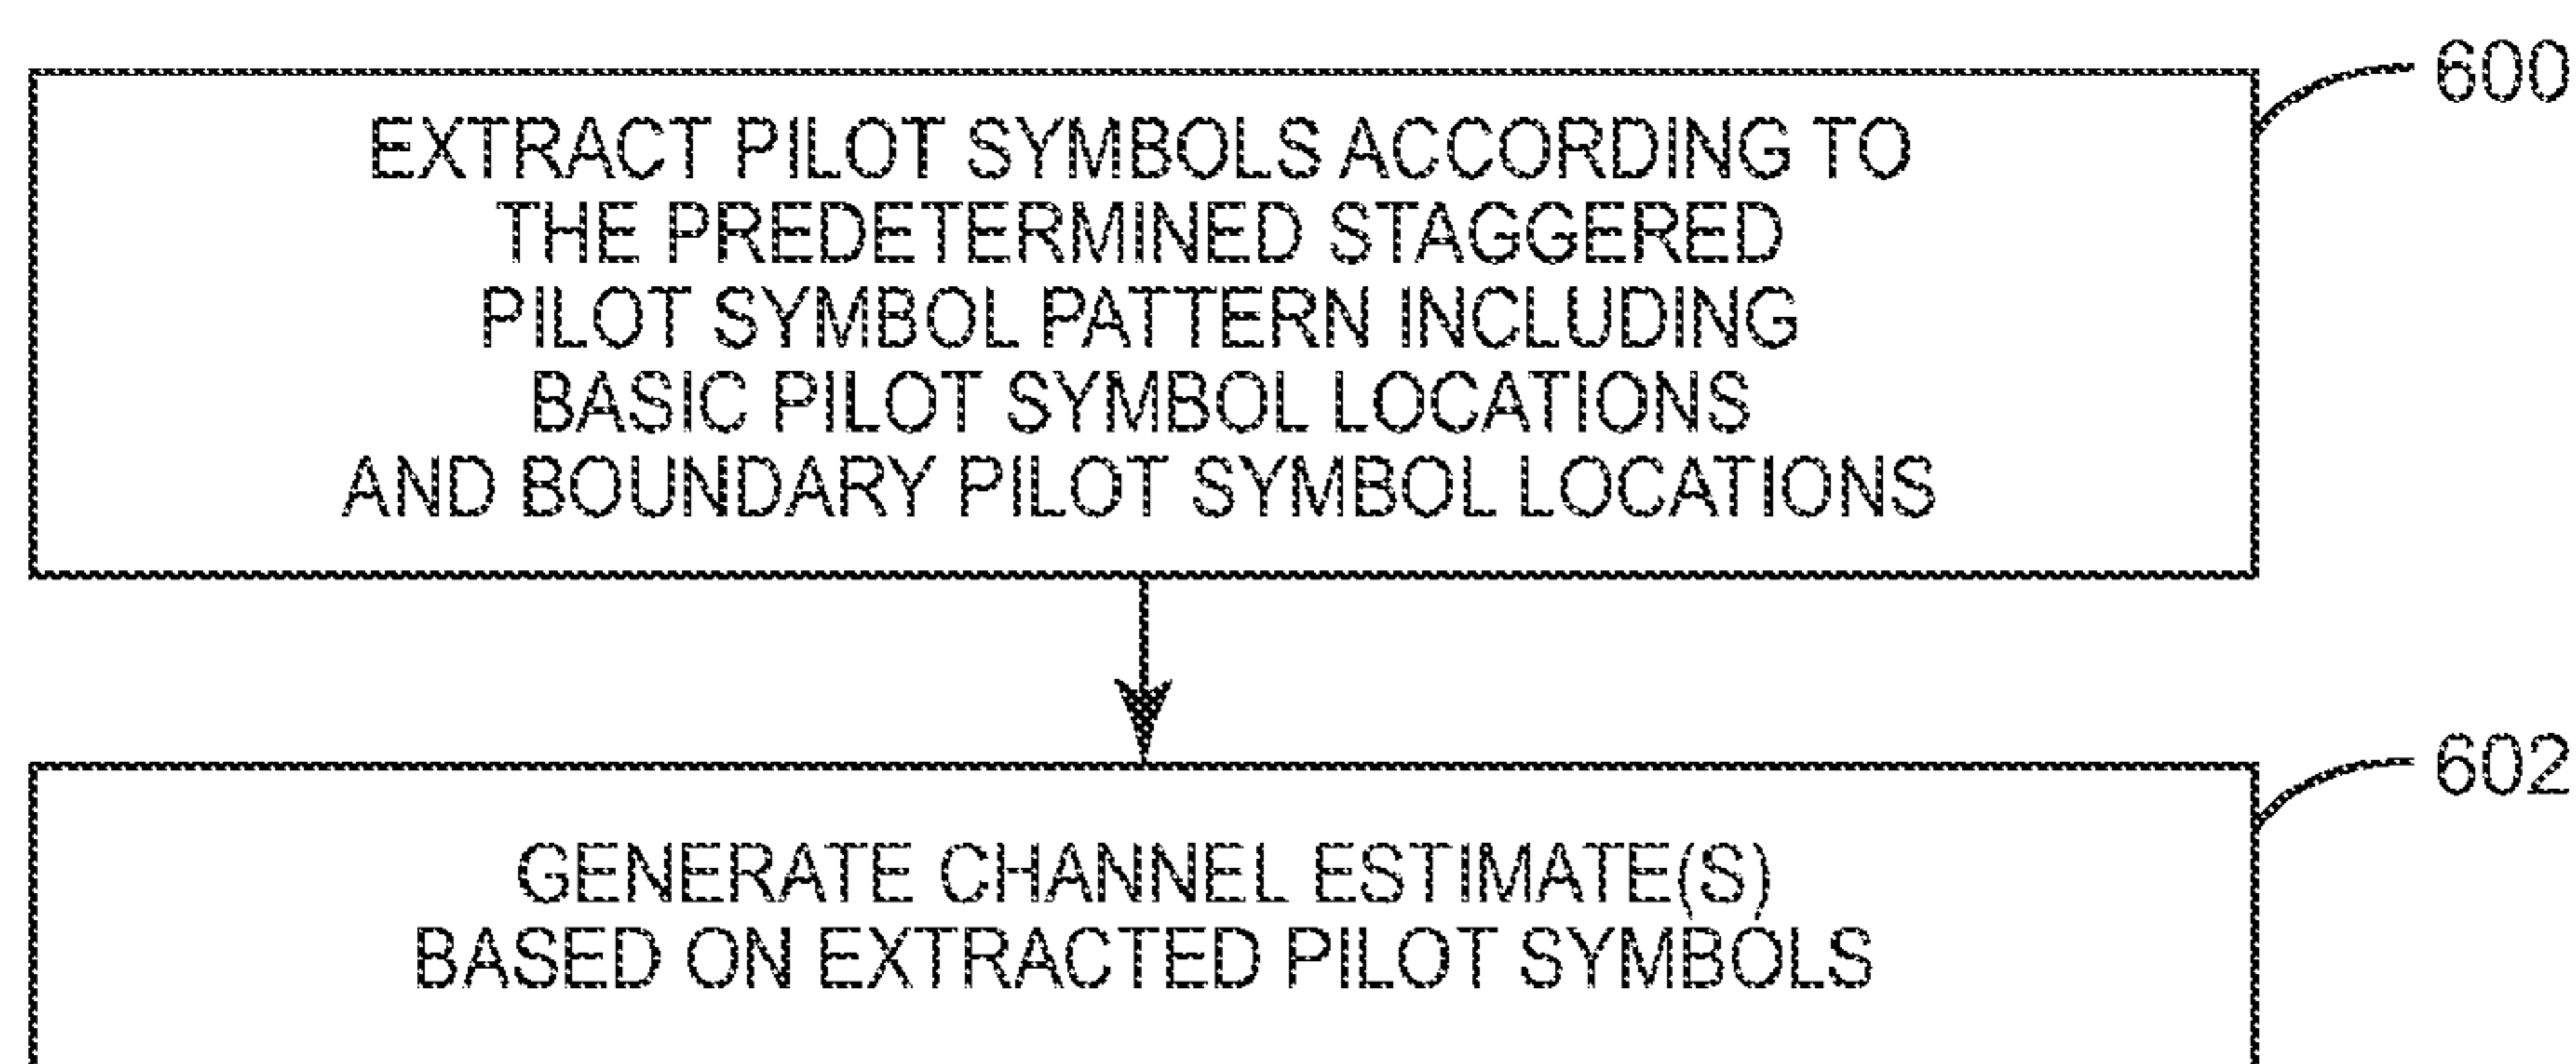 600
EXTRACT PILOT SYMBOLS ACCORDING TO
THE PREDETERMINED STAGGERED
PILOT SYMBOL PATTERN INCLUDING
BASIC PILOT SYMBOL LOCATIONS
AND BOUNDARY PILOT SYMBOL LOCATIONS
602
GENERATE CHANNEL ESTIMATE(S)
BASED ON EXTRACTED PILOT SYMBOLS